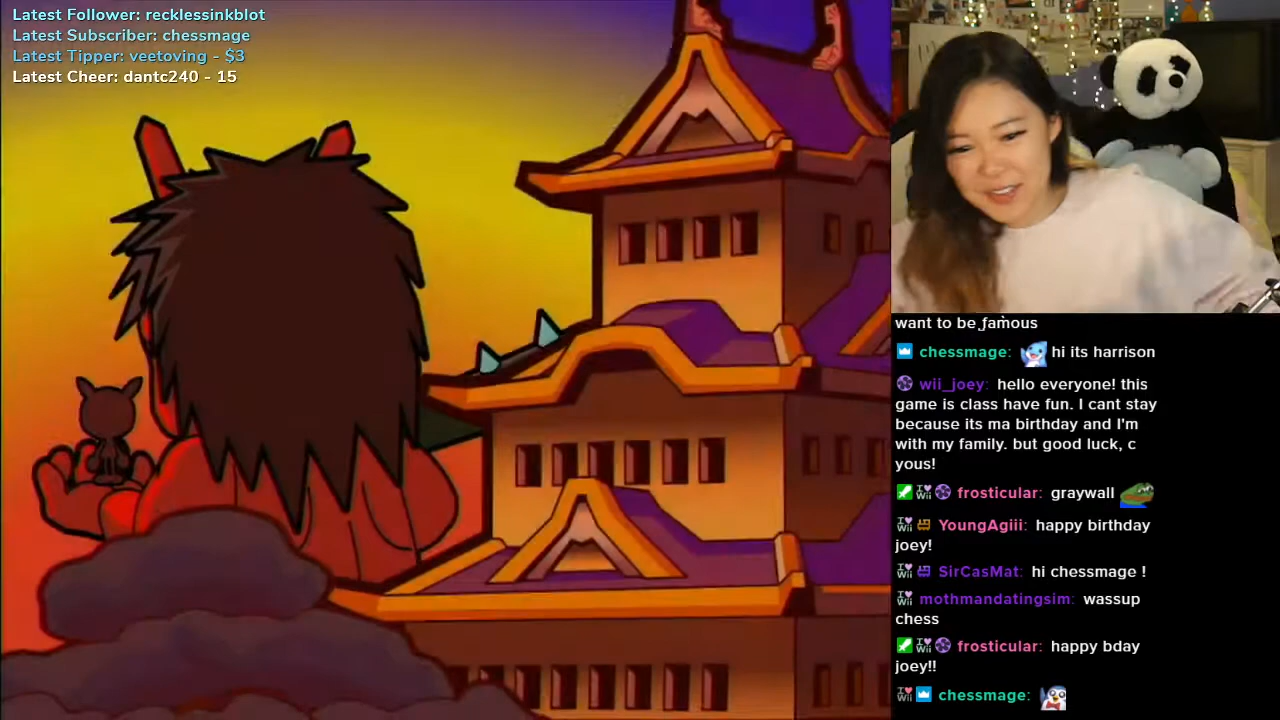 Latest Follower: recklessinkblot
Latest Subscriber: chessmage
Latest Tipper: veetoving - $3
Latest Cheer: dantc240 - 15
want to be famous
chessmage: hi its harrison
wii_joey: hello everyone! this
game is class have fun. I cant stay
because its ma birthday and I'm
with my family. but good luck, c
yous!
frosticular: graywall
YoungAgiii: happy birthday
joey!
SirCasMat: hi chessmage !
mothmandatingsim: wassup
chess
frosticular: happy bday
joey!!
chessmage: